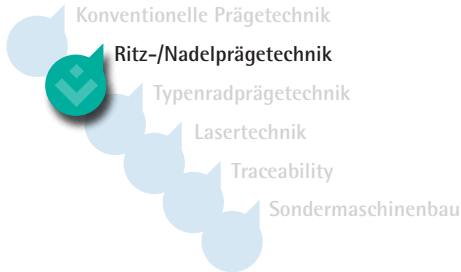 Konventionelle Prägetechnik
Ritz-/Nadelprägetechnik
Typenradprägetechnik
Lasertechnik
Traceability
Sondermaschinenbau